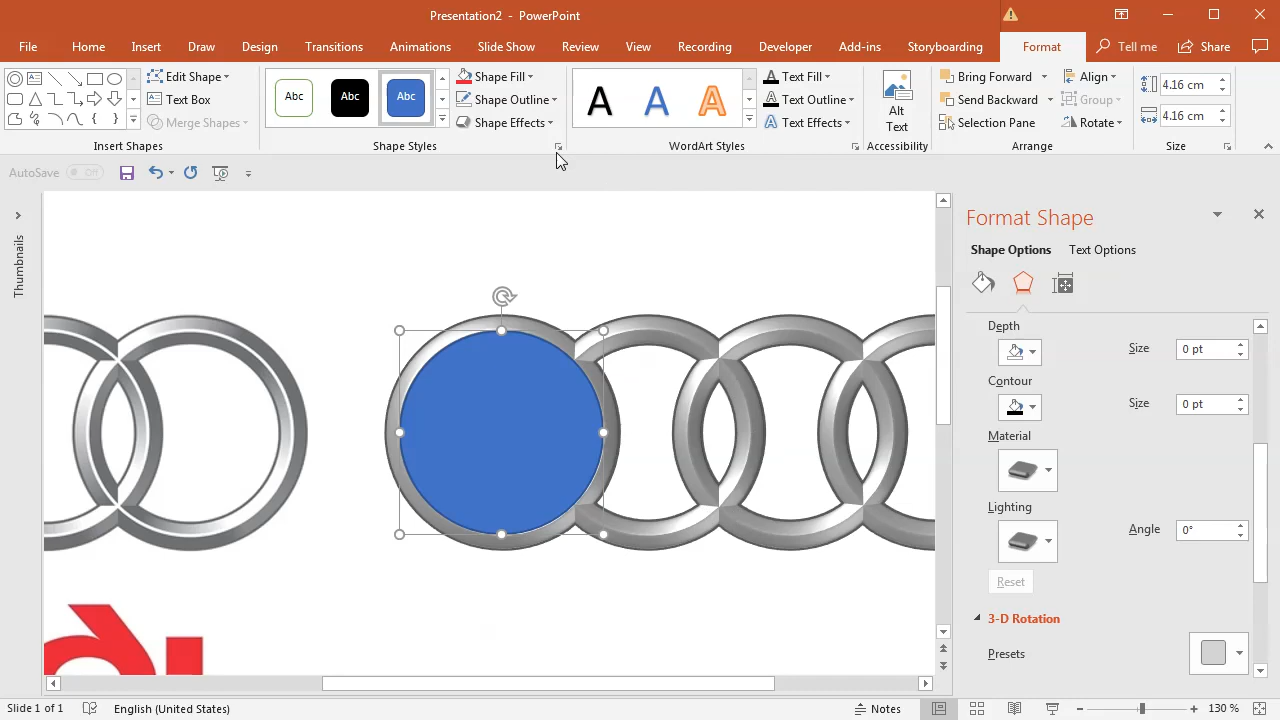 Presentation2 - PowerPoint
File Home Insert Draw Design Transitions Animations Slide Show Review View Recording Developer Add-ins Storyboarding Format Tell me Share
Edit Shape
Text Box
Merge Shapes
Insert Shapes
Abc Abc Abc
Shape Fill
Shape Outline
Shape Effects
Shape Styles
A A A
Text Fill
Text Outline
Text Effects
WordArt Styles
Alt
Text
Accessibility
Bring Forward
Send Backward
Selection Pane
Align
Group
Rotate
Arrange
4.16 cm
4.16 cm
Size
AutoSave Off
Thumbnails
Format Shape
Shape Options Text Options
Depth
Size 0 pt
Contour
Size 0 pt
Material
Lighting
Angle 0°
Reset
3-D Rotation
Presets
Slide 1 of 1 English (United States) Notes 130 %